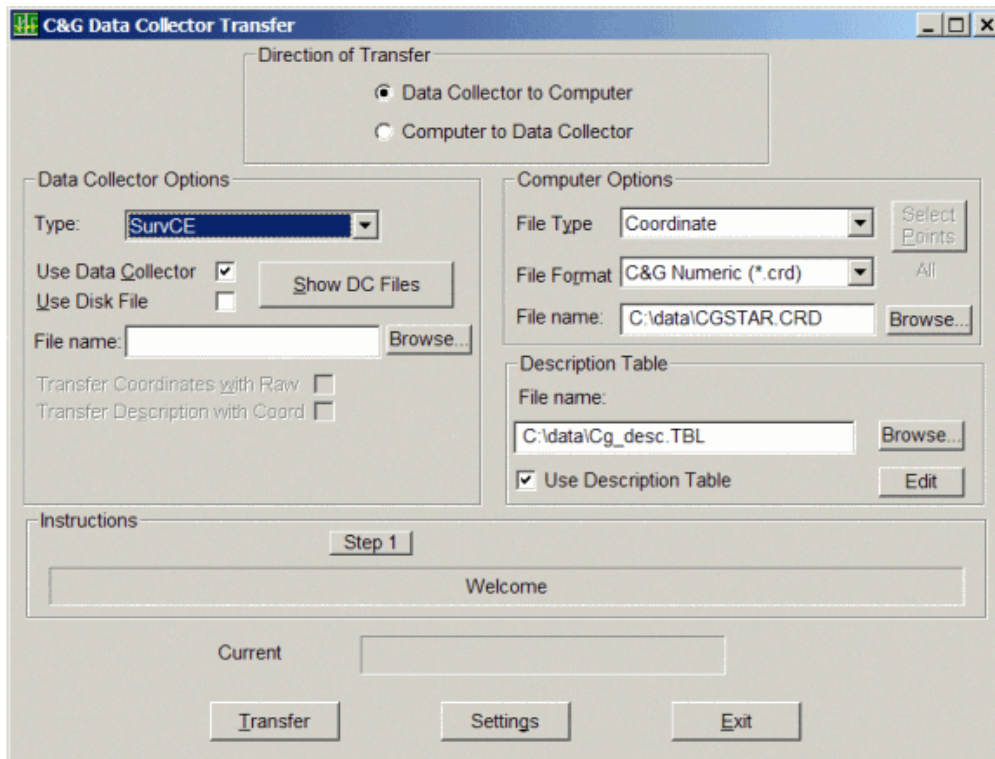 C&G Data Collector Transfer
Direction of Transfer
Data Collector to Computer
Computer to Data Collector
Data Collector Options
Type: SurvCE
Use Data Collector
Use Disk File
Show DC Files
File name: Browse...
Transfer Coordinates with Raw
Transfer Description with Coord
Computer Options
File Type Coordinate
Select
Points
File Format C&G Numeric (*.crd)
All
File name: C:\data\CGSTAR.CRD Browse...
Description Table
File name:
C:\data\Cg_desc.TBL Browse...
Use Description Table Edit
Instructions
Step 1
Welcome
Current
Transfer Settings Exit